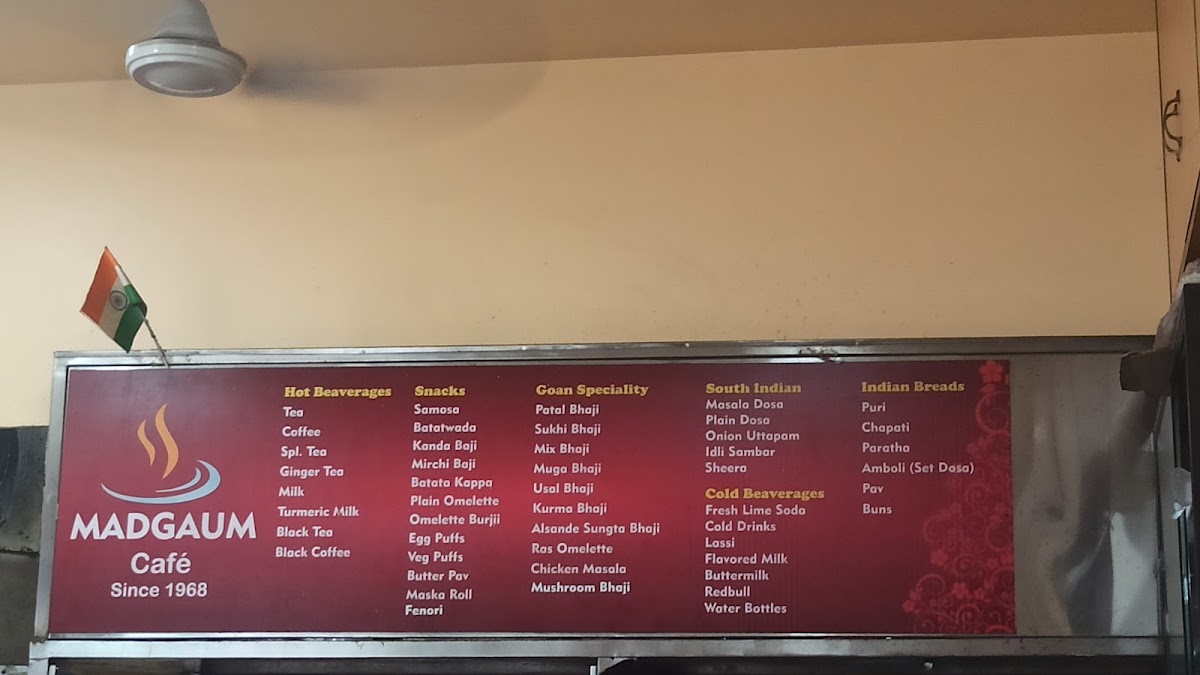 MADGAUM
Café
Since 1968
Hot Beaverages
Tea
Coffee
Spl. Tea
Ginger Tea
Milk
Turmeric Milk
Black Tea
Black Coffee
Snacks
Samosa
Batatwada
Kanda Baji
Mirchi Baji
Batata Kappa
Plain Omelette
Omelette Burjii
Egg Puffs
Veg Puffs
Butter Pav
Maska Roll
Fenori
Goan Speciality
Patal Bhaji
Sukhi Bhaji
Mix Bhaji
Muga Bhaji
Usal Bhaji
Kurma Bhaji
Alsande Sungta Bhaji
Ras Omelette
Chicken Masala
Mushroom Bhaji
South Indian
Masala Dosa
Plain Dosa
Onion Uttapam
Idli Sambar
Sheera
Cold Beaverages
Fresh Lime Soda
Cold Drinks
Lassi
Flavored Milk
Buttermilk
Redbull
Water Bottles
Indian Breads
Puri
Chapati
Paratha
Amboli (Set Dosa)
Pav
Buns